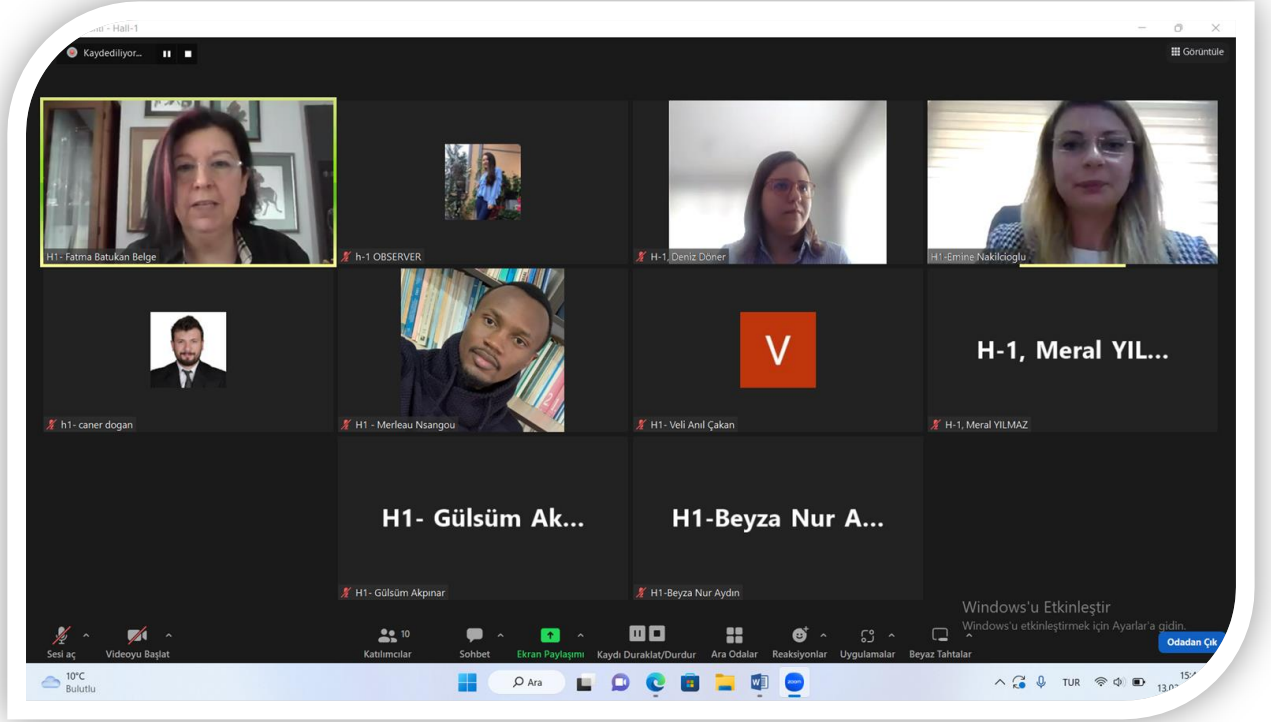 - Hall-1
Kaydediliyor...
Görüntüle
H1- Fatma Batukan Belge
h-1 OBSERVER
H-1, Deniz Döner
H1-Emine Nakilcioglu
V
H-1, Meral YIL...
h1- caner dogan
H1 - Merleau Nsangou
H1- Veli Anıl Çakan
H-1, Meral YILMAZ
H1- Gülsüm Ak...
H1-Beyza Nur A...
H1- Gülsüm Akpınar
H1-Beyza Nur Aydın
Windows'u Etkinleştir
Windows'u etkinleştirmek için Ayarlar'a gidin.
10
Sesi aç
Videoyu Başlat
Katılımcılar
Sohbet
Ekran Paylaşımı
Kaydı Duraklat/Durdur
Ara Odalar
Reaksiyonlar
Uygulamalar
Beyaz Tahtalar
Odadan Çık
10°C
Bulutlu
Ara
zoom
TUR